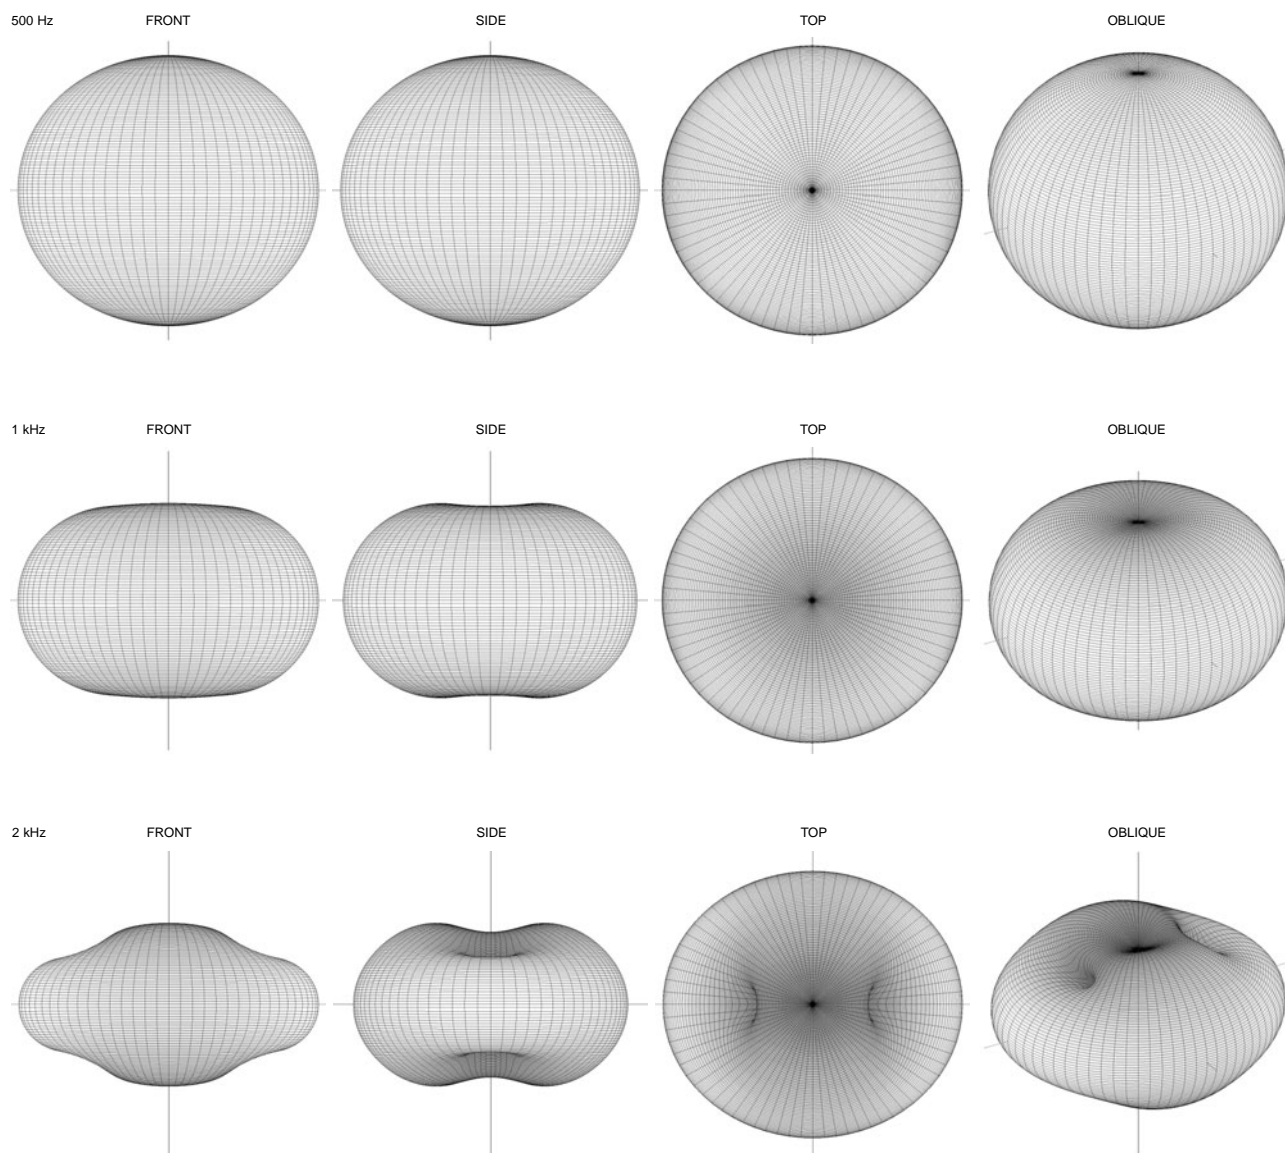 500 Hz FRONT SIDE TOP OBLIQUE
1 kHz FRONT SIDE TOP OBLIQUE
2 kHz FRONT SIDE TOP OBLIQUE